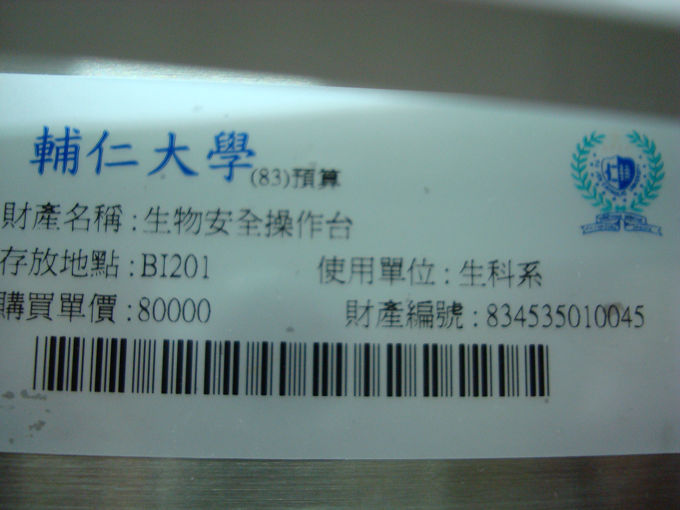 輔仁大學(83)預算
財產名稱:生物安全操作台
存放地點:BI201 使用單位:生科系
購買單價:80000 財產編號:834535010045